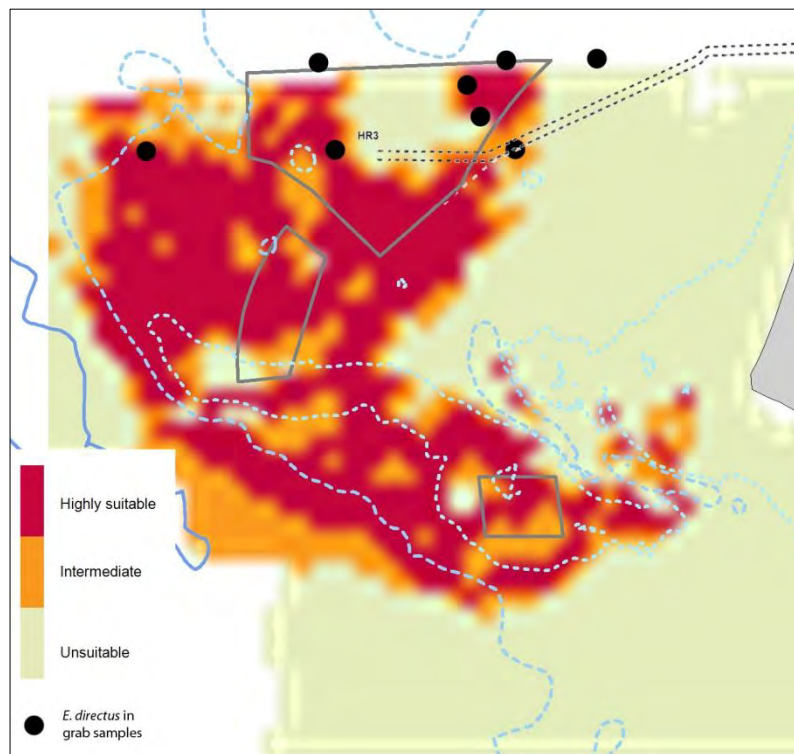 HR3
Highly suitable
Intermediate
Unsuitable
E. directus in
grab samples